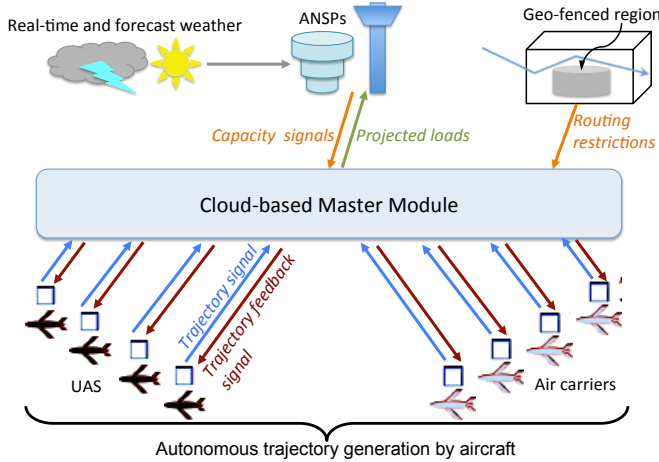 Real-time and forecast weather
ANSPs
Geo-fenced region
Capacity signals
Projected loads
Routing
restrictions
Cloud-based Master Module
Trajectory signal
Trajectory feedback
signal
UAS
Air carriers
Autonomous trajectory generation by aircraft